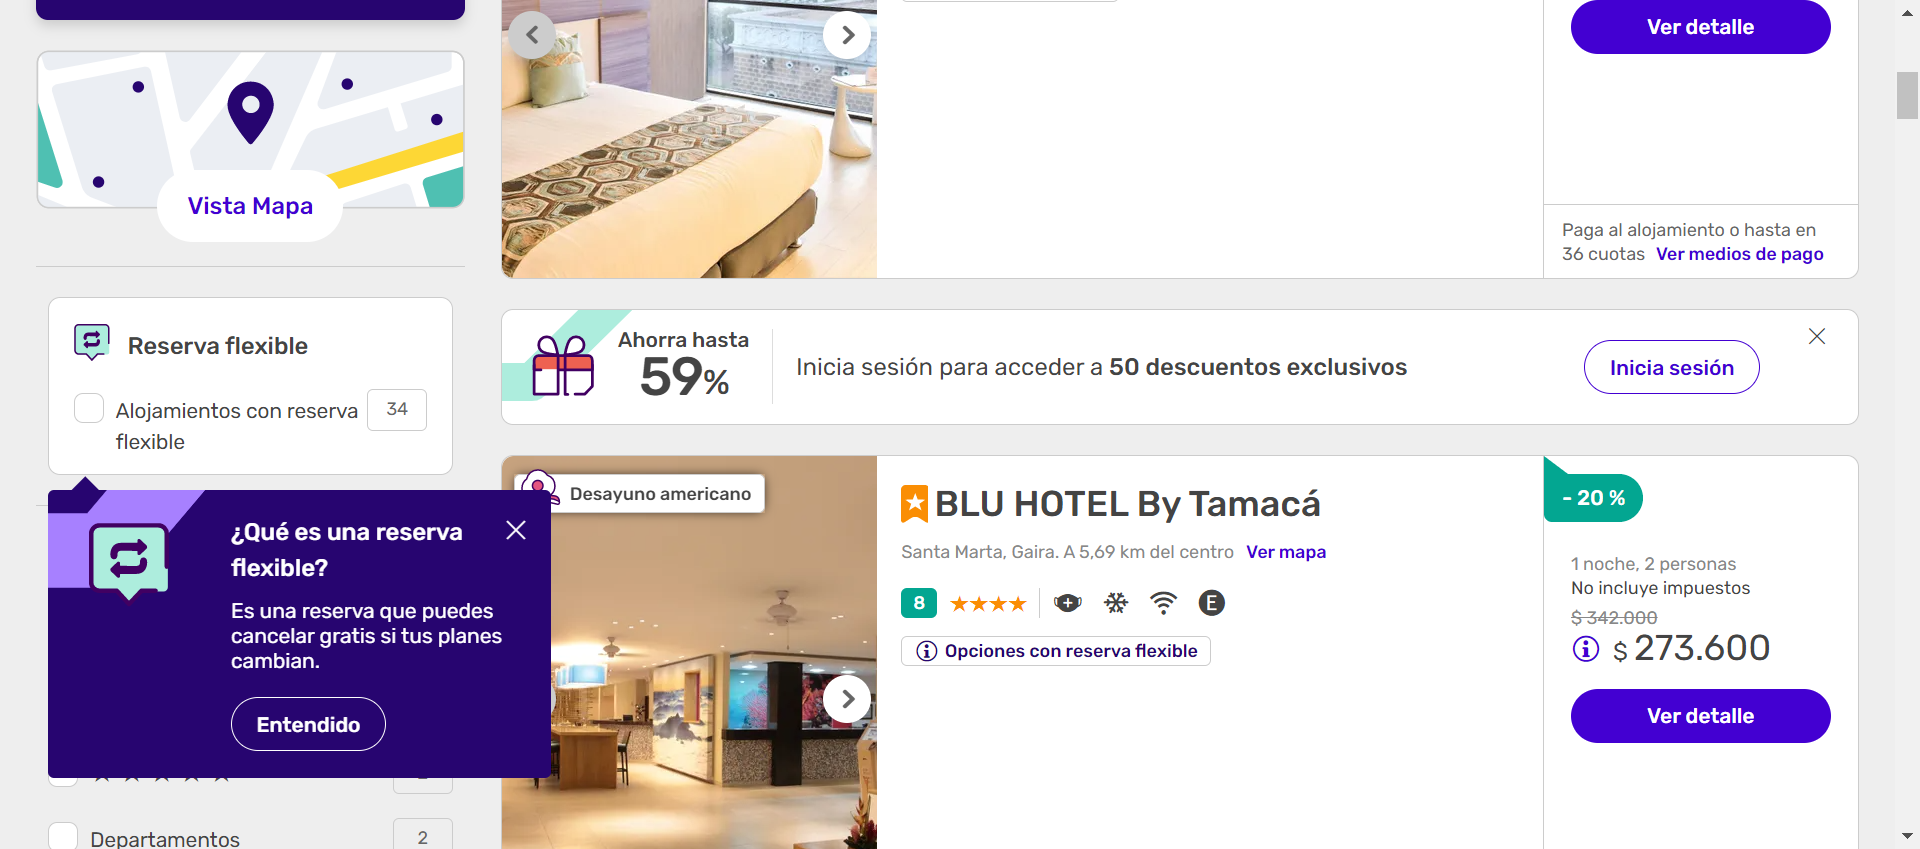 Vista Mapa
Reserva flexible
Alojamientos con reserva
flexible
34
¿Qué es una reserva
flexible?
Es una reserva que puedes
cancelar gratis si tus planes
cambian.
Entendido
Departamentos
2
Ver detalle
Paga al alojamiento o hasta en
36 cuotas Ver medios de pago
Ahorra hasta
59%
Inicia sesión para acceder a 50 descuentos exclusivos
Inicia sesión
Desayuno americano
BLU HOTEL By Tamacá
Santa Marta, Gaira. A 5,69 km del centro Ver mapa
8
E
Opciones con reserva flexible
- 20 %
1 noche, 2 personas
No incluye impuestos
$ 342.000
$ 273.600
Ver detalle